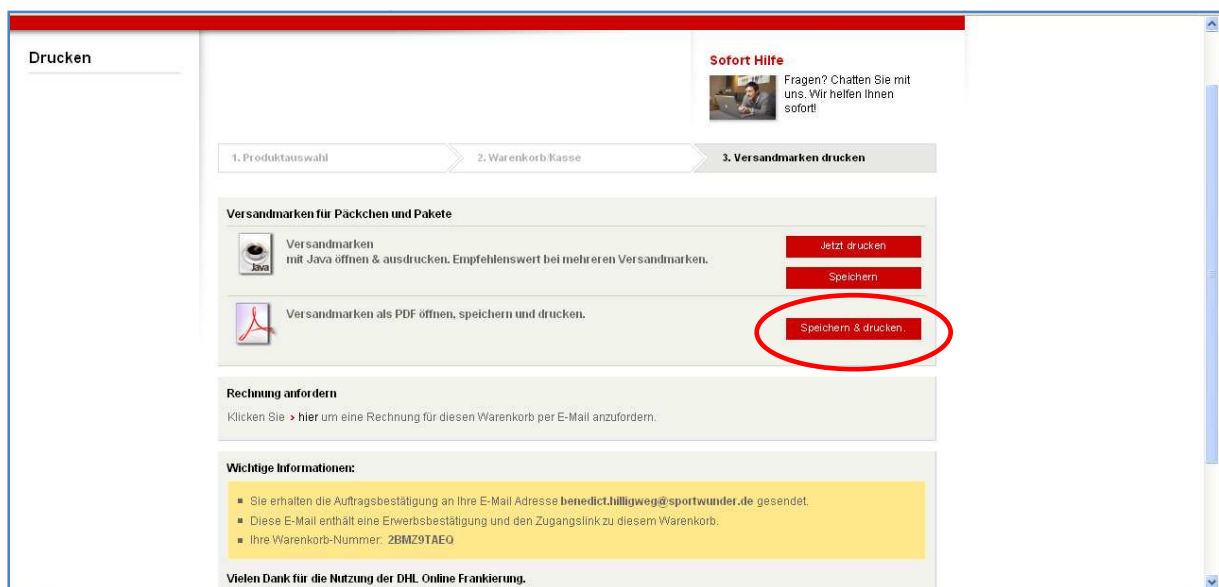 Drucken
Sofort Hilfe
Fragen? Chatten Sie mit
uns. Wir helfen Ihnen
sofort!
1. Produktauswahl
2. Warenkorb/Kasse
3. Versandmarken drucken
Versandmarken für Päckchen und Pakete
Java
Versandmarken
mit Java öffnen & ausdrucken. Empfehlenswert bei mehreren Versandmarken.
Jetzt drucken
Speichern
Versandmarken als PDF öffnen, speichern und drucken.
Speichern & drucken.
Rechnung anfordern
Klicken Sie › hier um eine Rechnung für diesen Warenkorb per E-Mail anzufordern.
Wichtige Informationen:
Sie erhalten die Auftragsbestätigung an Ihre E-Mail Adresse benedict.hilligweg@sportwunder.de gesendet.
Diese E-Mail enthält eine Erwerbsbestätigung und den Zugangslink zu diesem Warenkorb.
Ihre Warenkorb-Nummer: 2BMZ9TAEQ
Vielen Dank für die Nutzung der DHL Online Frankierung.